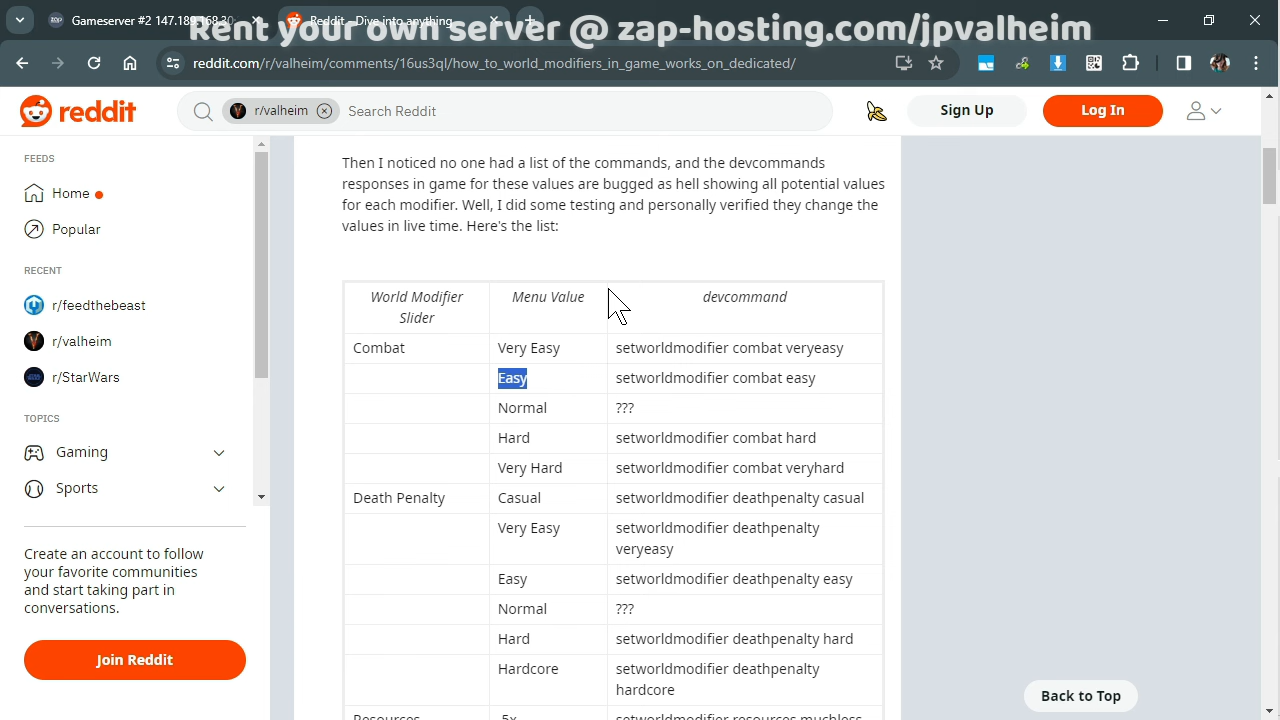 Gameserver #2 147.189.168.30
Reddit - Dive into anything
Rent your own server @ zap-hosting.com/jpvalheim
reddit.com/r/valheim/comments/16us3ql/how_to_world_modifiers_in_game_works_on_dedicated/
reddit
r/valheim
Search Reddit
Sign Up
Log In
FEEDS
Home
Popular
RECENT
r/feedthebeast
r/valheim
r/StarWars
TOPICS
Gaming
Sports
Create an account to follow
your favorite communities
and start taking part in
conversations.
Join Reddit
Then I noticed no one had a list of the commands, and the devcommands
responses in game for these values are bugged as hell showing all potential values
for each modifier. Well, I did some testing and personally verified they change the
values in live time. Here's the list:
World Modifier
Slider
Menu Value
devcommand
Combat
Very Easy
setworldmodifier combat veryeasy
Easy
setworldmodifier combat easy
Normal
???
Hard
setworldmodifier combat hard
Very Hard
setworldmodifier combat veryhard
Death Penalty
Casual
setworldmodifier deathpenalty casual
Very Easy
setworldmodifier deathpenalty
veryeasy
Easy
setworldmodifier deathpenalty easy
Normal
???
Hard
setworldmodifier deathpenalty hard
Hardcore
setworldmodifier deathpenalty
hardcore
Resources
.5x
setworldmodifier resources muchless
Back to Top